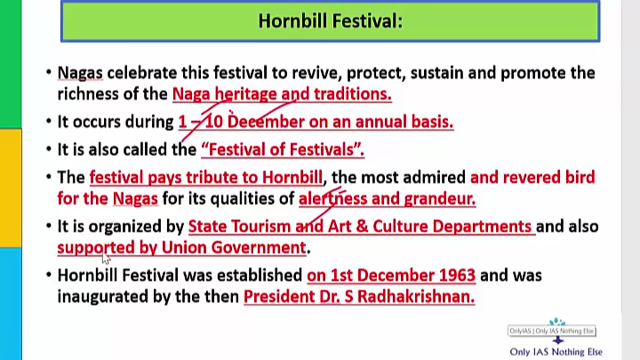 Hornbill Festival:
• Nagas celebrate this festival to revive, protect, sustain and promote the
richness of the Naga heritage and traditions.
• It occurs during 1 – 10 December on an annual basis.
• It is also called the “Festival of Festivals”.
• The festival pays tribute to Hornbill, the most admired and revered bird
for the Nagas for its qualities of alertness and grandeur.
• It is organized by State Tourism and Art & Culture Departments and also
supported by Union Government.
• Hornbill Festival was established on 1st December 1963 and was
inaugurated by the then President Dr. S Radhakrishnan.
OnlyIAS | Only IAS Nothing Else
Only IAS Nothing Else